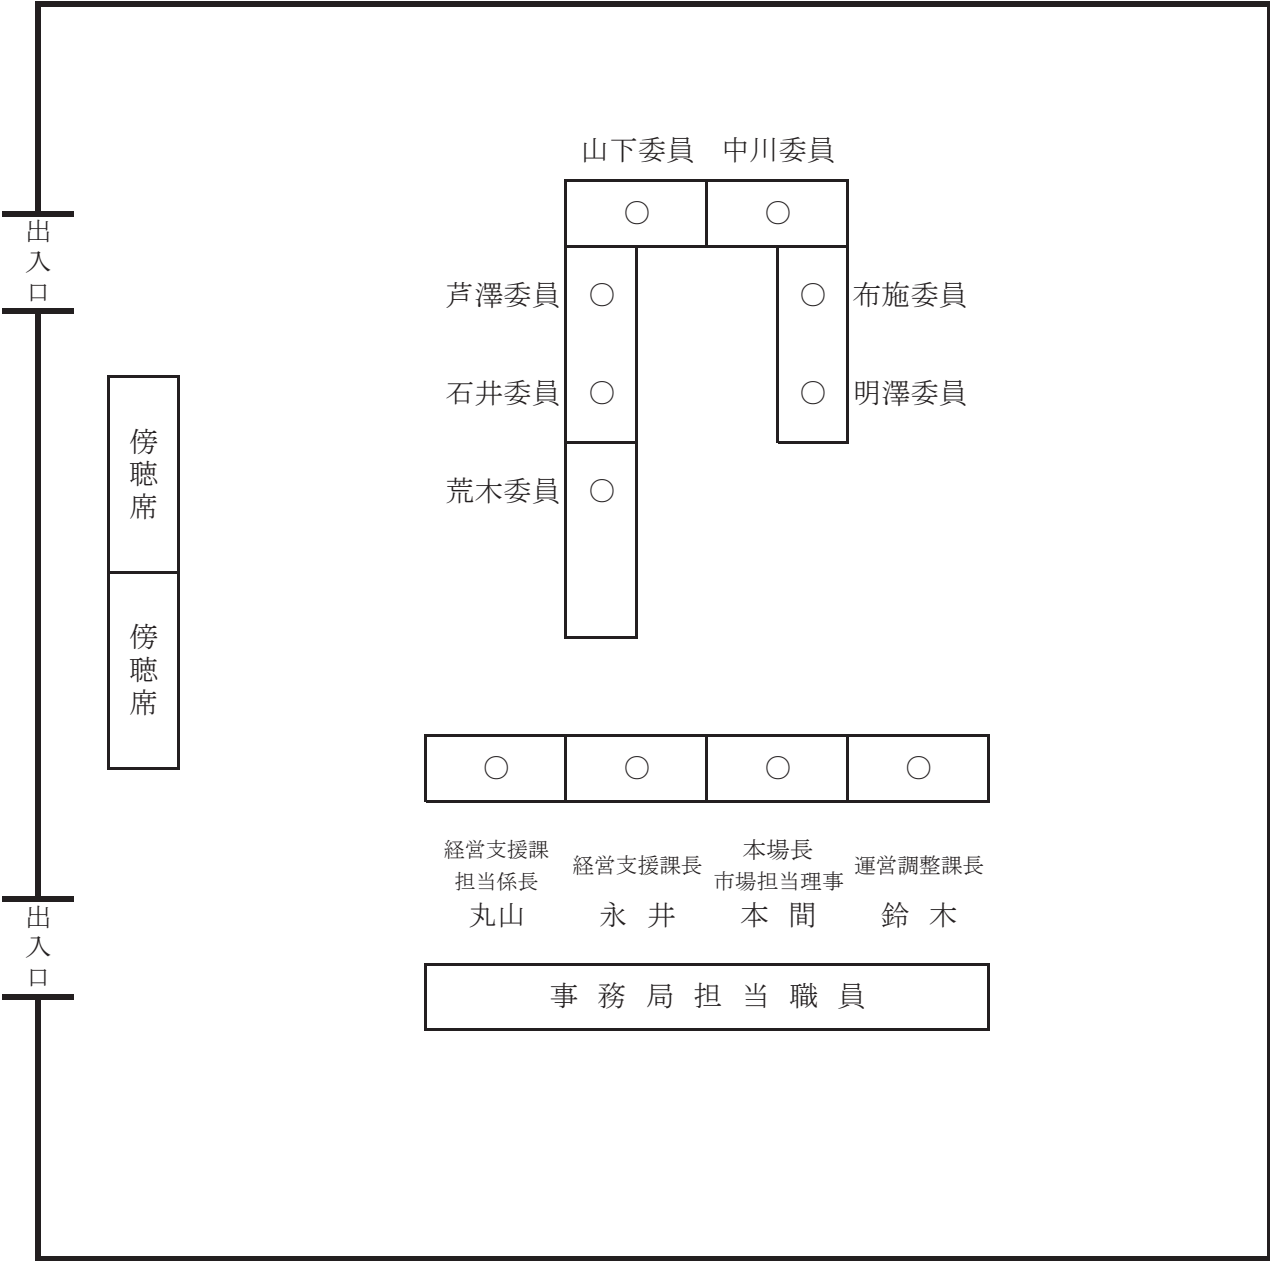 山下委員　中川委員
○ ○
出入口
芦澤委員 ○ ○ 布施委員
石井委員 ○ ○ 明澤委員
傍聴席
荒木委員 ○
傍聴席
○ ○ ○ ○
経営支援課
担当係長
丸山
経営支援課長
永井
本場長
市場担当理事
本間
運営調整課長
鈴木
出入口
事務局担当職員